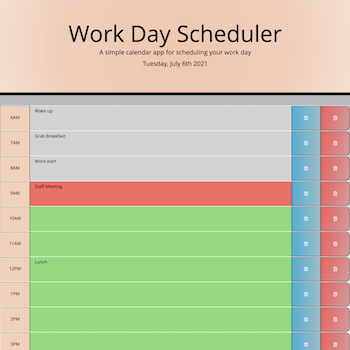 Work Day Scheduler
A simple calendar app for scheduling your work day
Tuesday, July 6th 2021
6AM Wake up
7AM Grab Breakfast
8AM Work start
9AM Staff Meeting
10AM
11AM
12PM Lunch
1PM
2PM
3PM